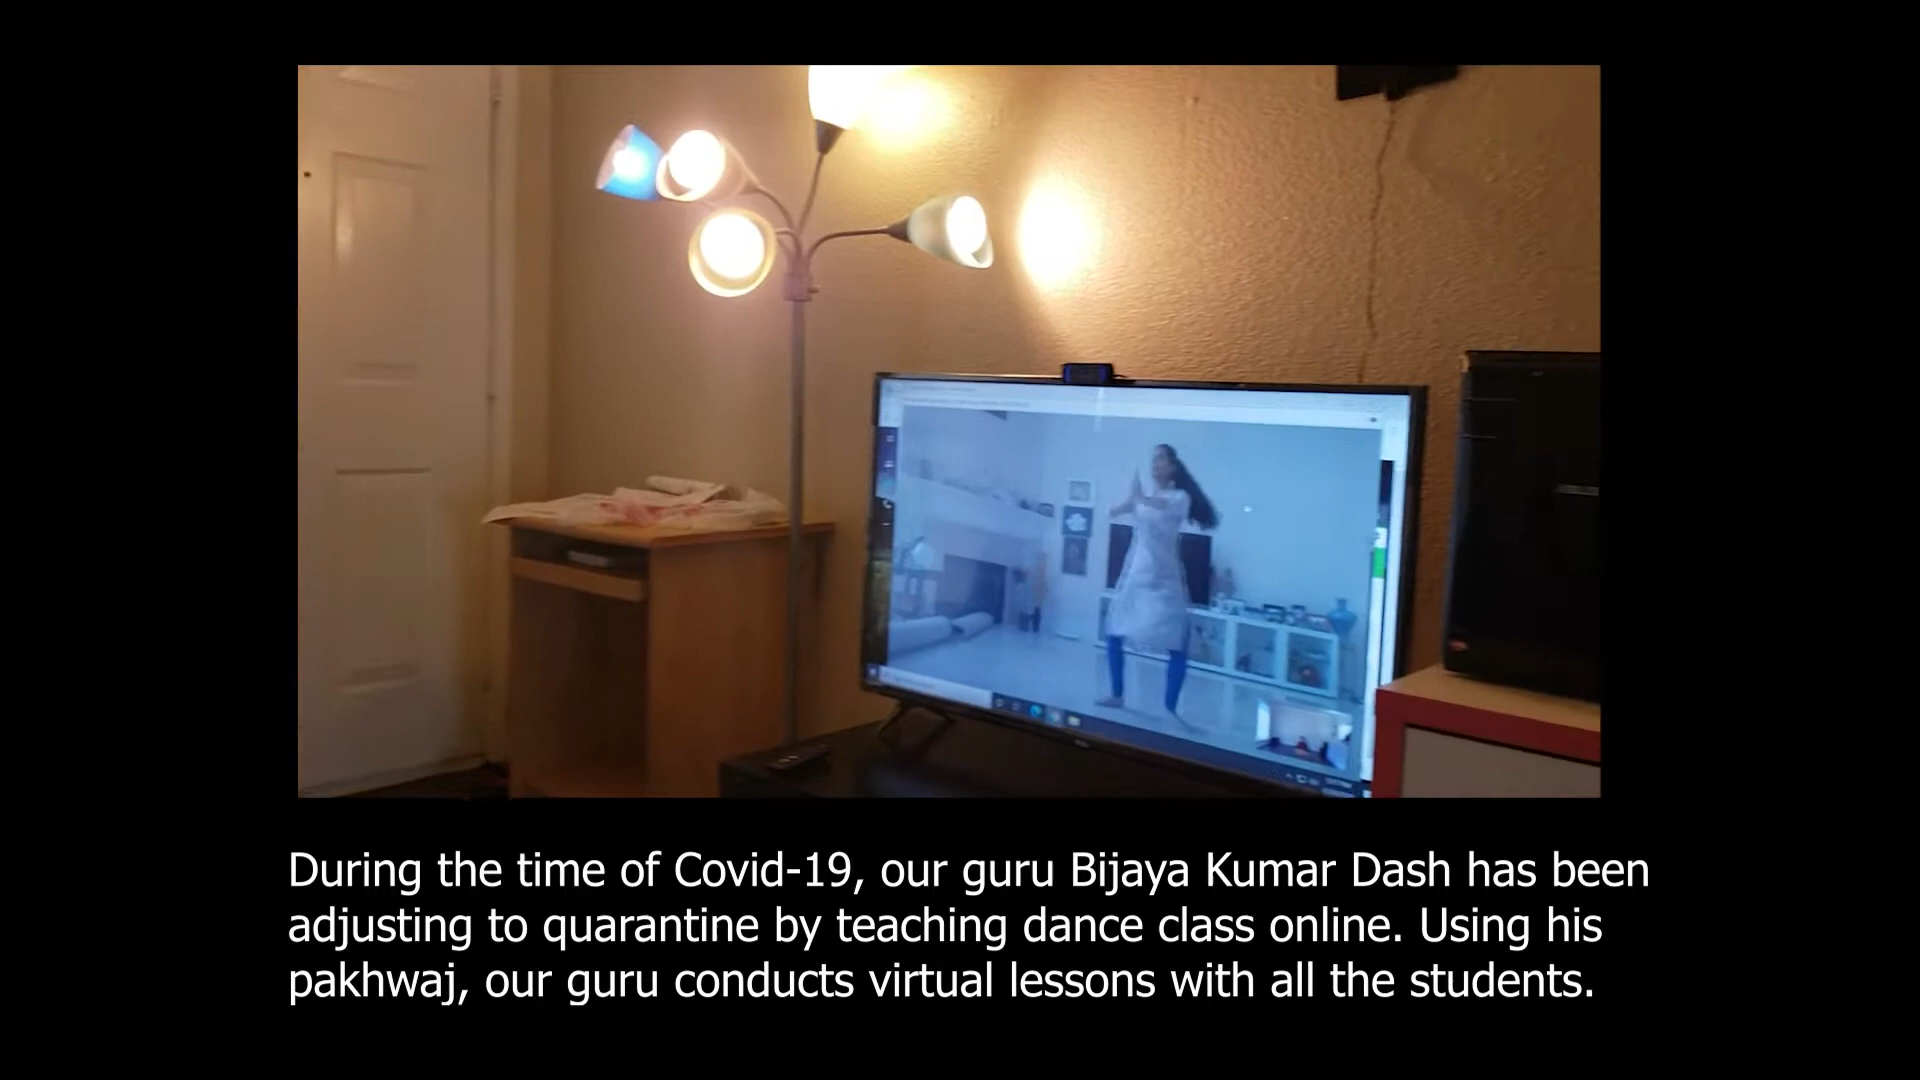 During the time of Covid-19, our guru Bijaya Kumar Dash has been
adjusting to quarantine by teaching dance class online. Using his
pakhwaj, our guru conducts virtual lessons with all the students.